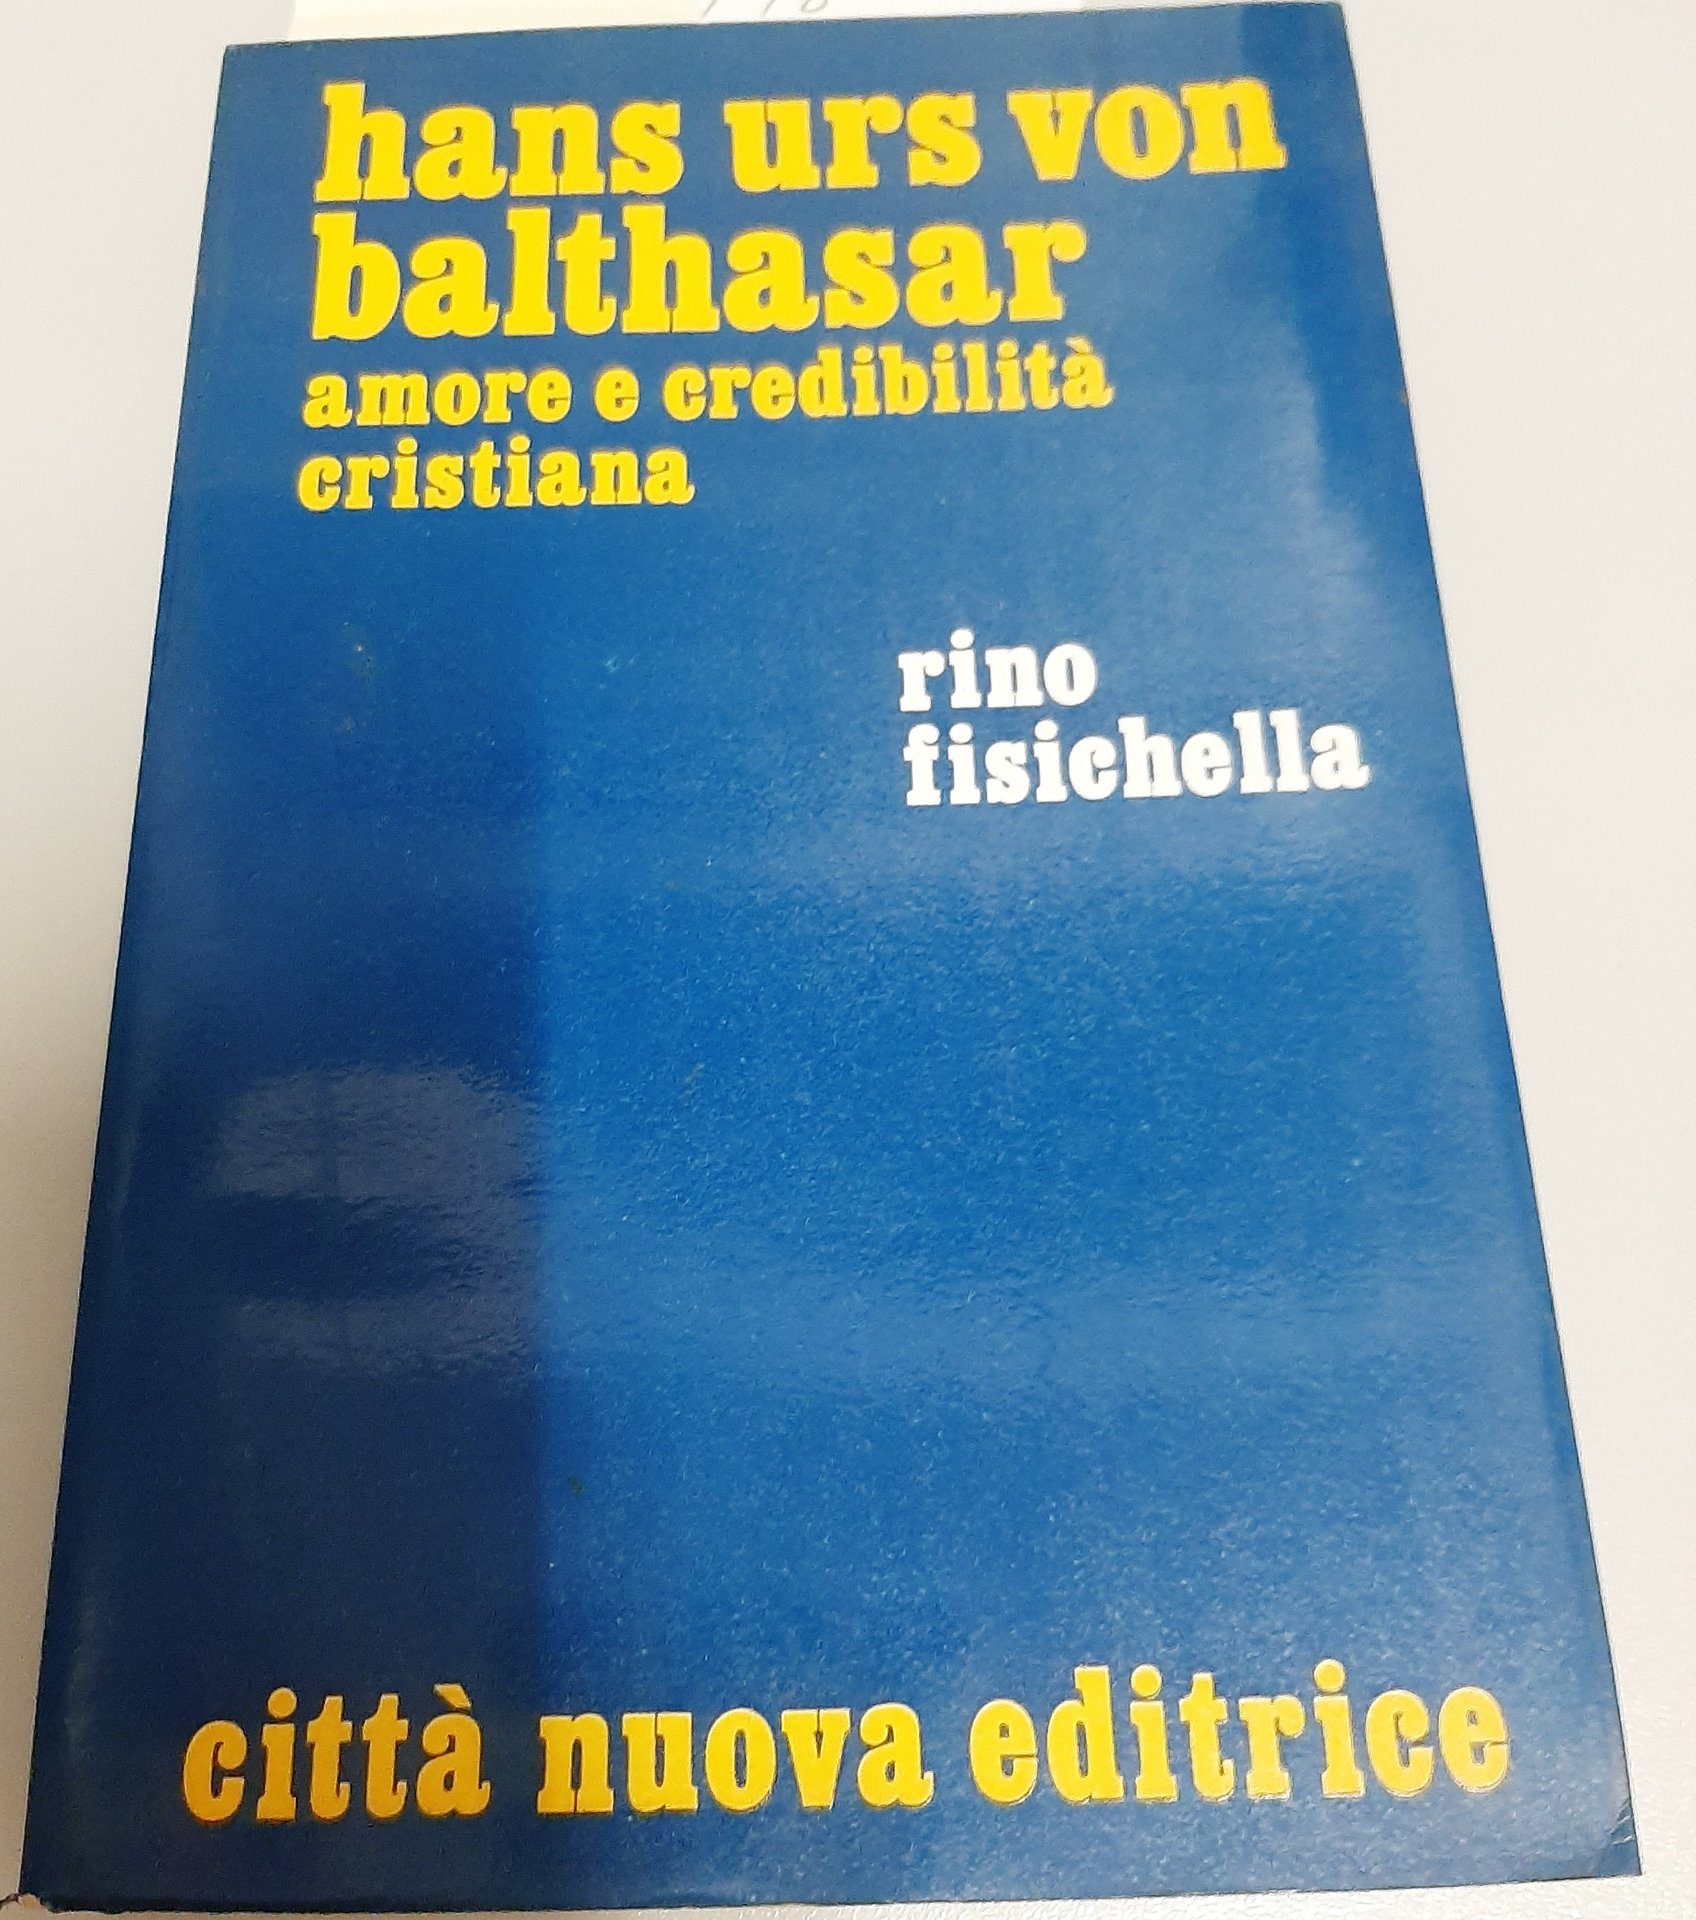 hans urs von
balthasar
amore e credibilità
cristiana
rino
fisichella
città nuova editrice